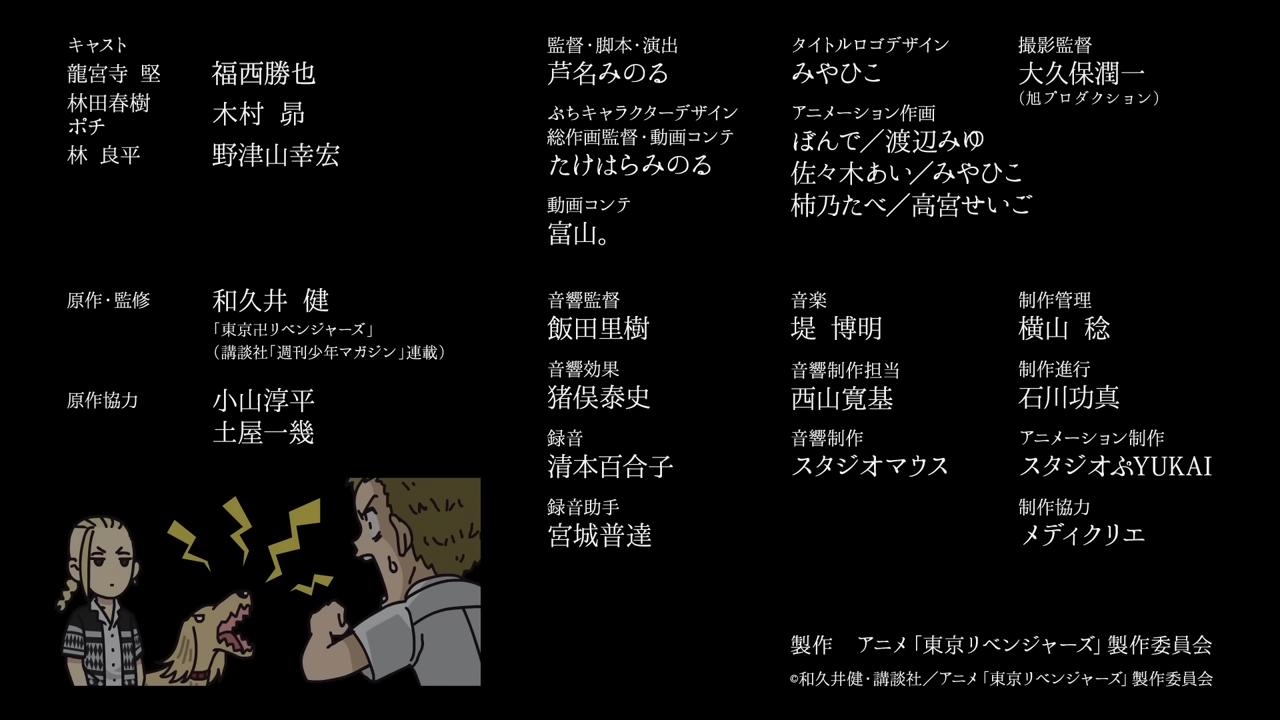 キャスト
龍宮寺 堅 福西勝也
林田春樹
ポチ
木村 昴
林 良平 野津山幸宏
原作・監修 和久井 健
「東京卍リベンジャーズ」
（講談社「週刊少年マガジン」連載）
原作協力 小山淳平
土屋一幾
監督・脚本・演出
芦名みのる
ぷちキャラクターデザイン
総作画監督・動画コンテ
たけはらみのる
動画コンテ
富山。
タイトルロゴデザイン
みやひこ
アニメーション作画
ぼんで／渡辺みゆ
佐々木あい／みやひこ
柿乃たべ／高宮せいご
撮影監督
大久保潤一
（旭プロダクション）
音響監督
飯田里樹
音響効果
猪俣泰史
録音
清本百合子
録音助手
宮城普達
音楽
堤 博明
音響制作担当
西山寛基
音響制作
スタジオマウス
制作管理
横山 稔
制作進行
石川功真
アニメーション制作
スタジオぷYUKAI
制作協力
メディクリエ
製作 アニメ「東京リベンジャーズ」製作委員会
©和久井健・講談社／アニメ「東京リベンジャーズ」製作委員会